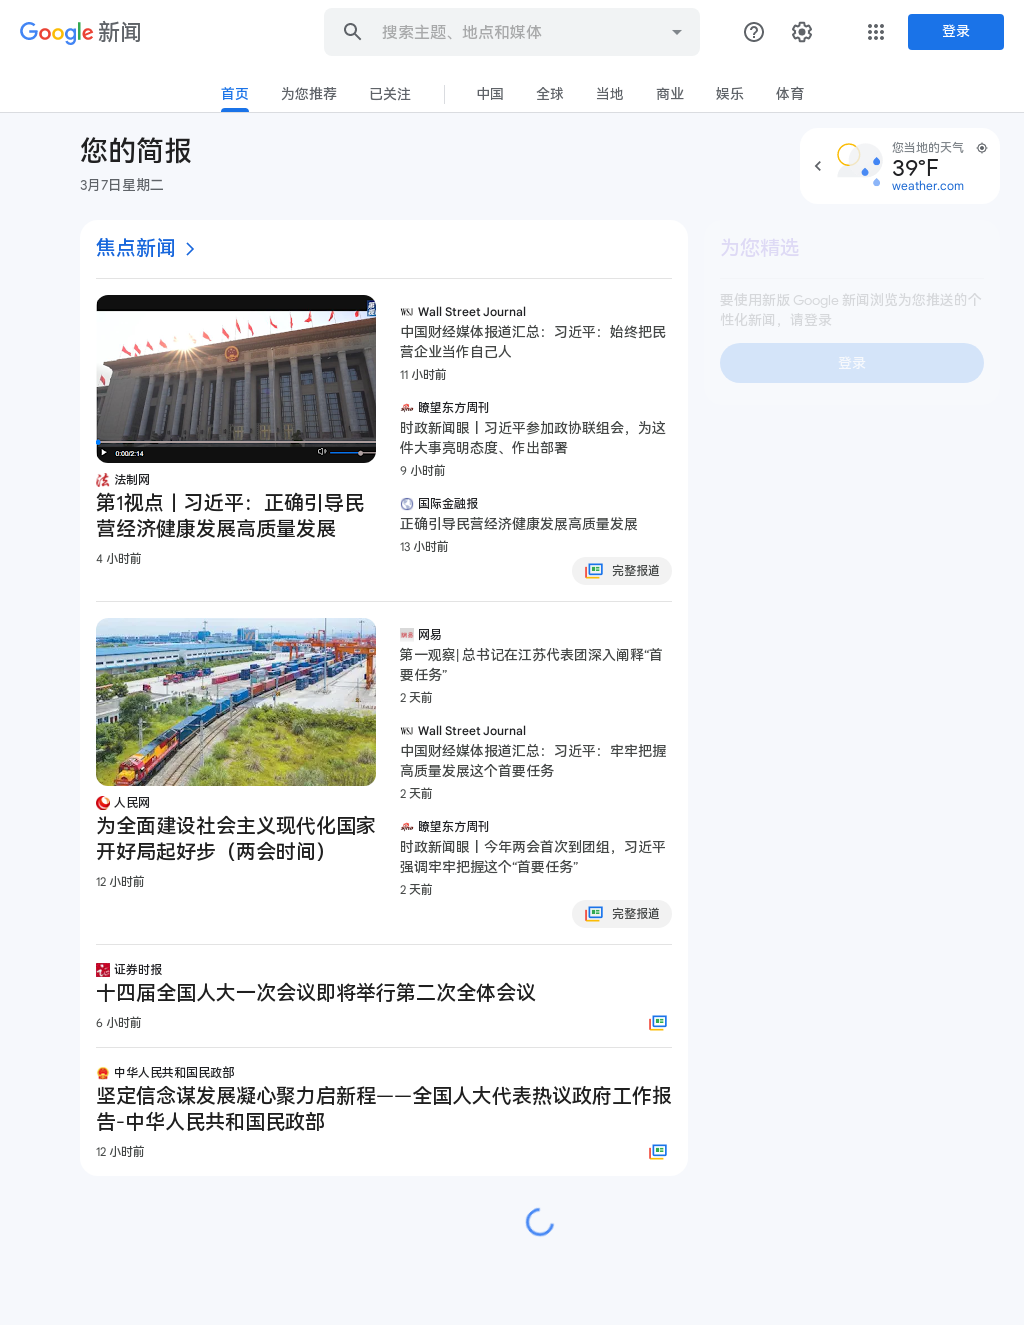 Google 新闻
搜索主题、地点和媒体
登录
首页
为您推荐
已关注
中国
全球
当地
商业
娱乐
体育
您的简报
3月7日星期二
您当地的天气
39°F
weather.com
焦点新闻
0:00/2:14
法制网
第1视点丨习近平：正确引导民
营经济健康发展高质量发展
4 小时前
Wall Street Journal
中国财经媒体报道汇总：习近平：始终把民
营企业当作自己人
11 小时前
瞭望东方周刊
时政新闻眼丨习近平参加政协联组会，为这
件大事亮明态度、作出部署
9 小时前
国际金融报
正确引导民营经济健康发展高质量发展
13 小时前
完整报道
为您精选
要使用新版 Google 新闻浏览为您推送的个
性化新闻，请登录
登录
人民网
为全面建设社会主义现代化国家
开好局起好步（两会时间）
12 小时前
网易
第一观察| 总书记在江苏代表团深入阐释“首
要任务”
2 天前
Wall Street Journal
中国财经媒体报道汇总：习近平：牢牢把握
高质量发展这个首要任务
2 天前
瞭望东方周刊
时政新闻眼丨今年两会首次到团组，习近平
强调牢牢把握这个“首要任务”
2 天前
完整报道
证券时报
十四届全国人大一次会议即将举行第二次全体会议
6 小时前
中华人民共和国民政部
坚定信念谋发展凝心聚力启新程——全国人大代表热议政府工作报
告-中华人民共和国民政部
12 小时前